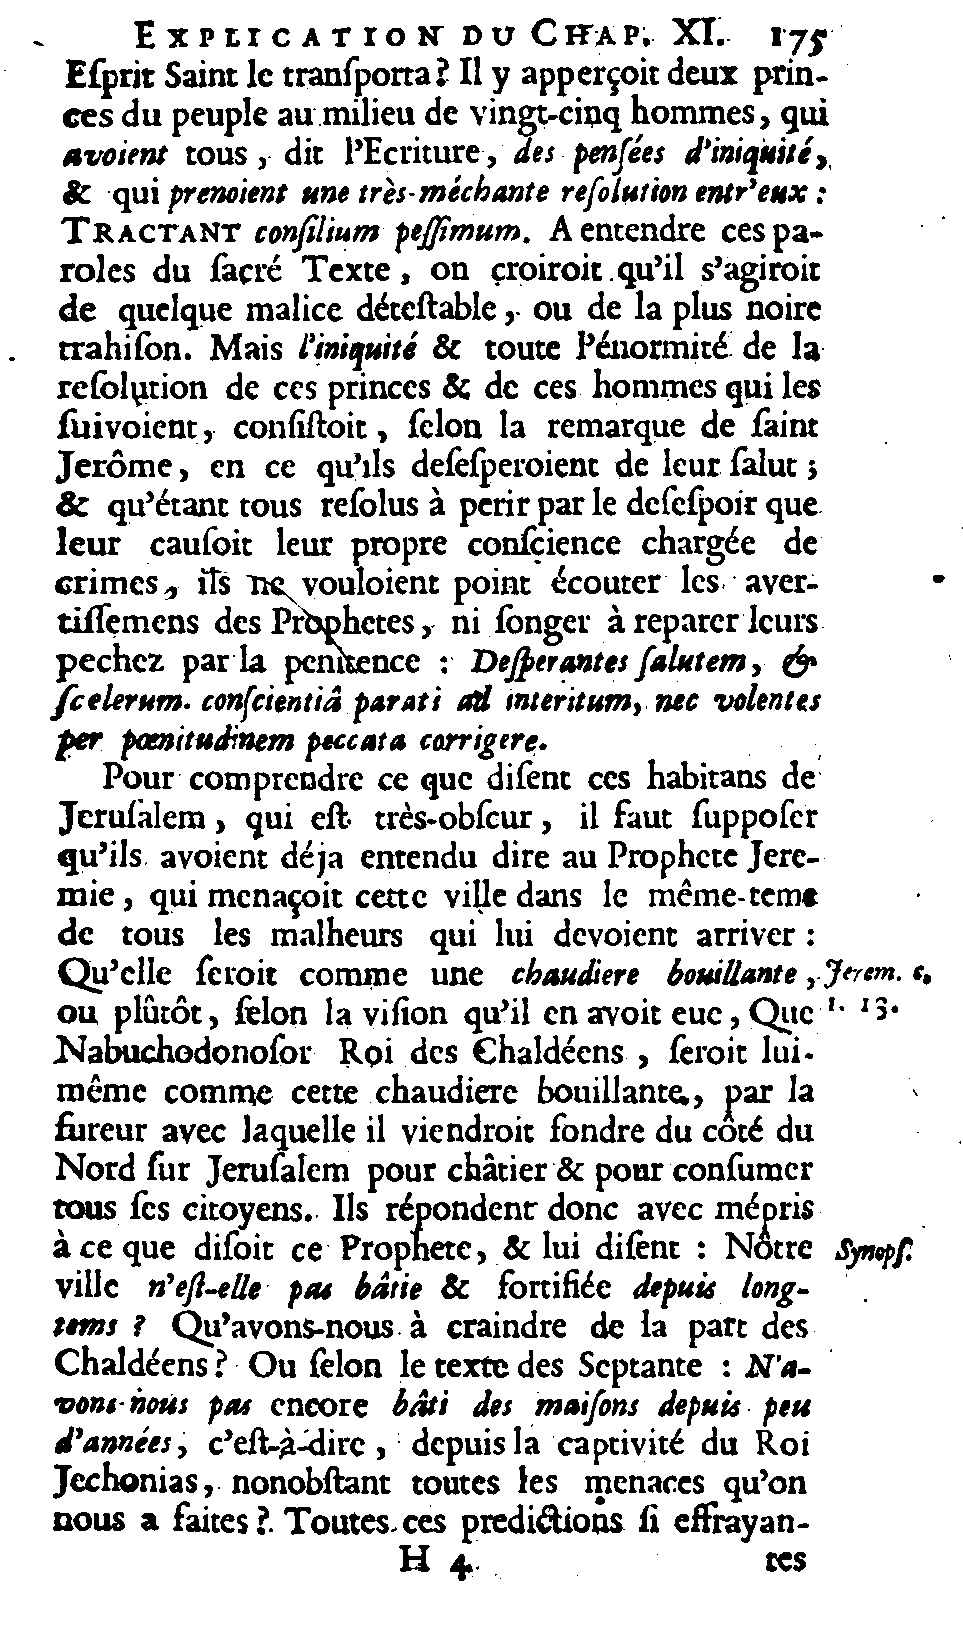 EXPLICATION DU CHAP. XI. 175
Eſprit Saint le tranſporta? Il y apperçoit deux prin-
ces du peuple au milieu de vingt-cinq hommes, qui
avoient tous, dit l'Ecriture, des penſées d'iniquité,
& qui prenoient une très-méchante reſolution entr'eux :
TRACTANT conſilium peſſimum. A entendre ces pa-
roles du ſacré Texte, on croiroit qu'il s'agiroit
de quelque malice déteſtable, ou de la plus noire
trahiſon. Mais l'iniquité & toute l'énormité de la
reſolution de ces princes & de ces hommes qui les
ſuivoient, conſiſtoit, ſelon la remarque de ſaint
Jerôme, en ce qu'ils deſeſperoient de leur ſalut ;
& qu'étant tous reſolus à perir par le deſeſpoir que
leur cauſoit leur propre conſcience chargée de
crimes, ils ne vouloient point écouter les aver-
tiſſemens des Prophetes, ni ſonger à reparer leurs
pechez par la penitence : Deſperantes ſalutem, &
ſcelerum conſcientiâ parati ad interitum, nec volentes
per pœnitudinem peccata corrigere.
Pour comprendre ce que diſent ces habitans de
Jeruſalem, qui eſt très-obſcur, il faut ſuppoſer
qu'ils avoient déja entendu dire au Prophete Jere-
mie, qui menaçoit cette ville dans le même-tems
de tous les malheurs qui lui devoient arriver :
Qu'elle ſeroit comme une chaudiere bouillante, Jerem. c.
ou plûtôt, ſelon la viſion qu'il en avoit eue, Que 1. 13.
Nabuchodonoſor Roi des Chaldéens, ſeroit lui-
même comme cette chaudiere bouillante, par la
fureur avec laquelle il viendroit fondre du côté du
Nord ſur Jeruſalem pour châtier & pour conſumer
tous ſes citoyens. Ils répondent donc avec mépris
à ce que diſoit ce Prophete, & lui diſent : Nôtre Synopſ.
ville n'eſt-elle pas bâtie & fortifiée depuis long-
tems ? Qu'avons-nous à craindre de la part des
Chaldéens? Ou ſelon le texte des Septante : N'a-
vons-nous pas encore bâti des maiſons depuis peu
d'années, c'eſt-à-dire, depuis la captivité du Roi
Jechonias, nonobſtant toutes les menaces qu'on
nous a faites ?. Toutes ces predictions ſi effrayan-
H 4 tes